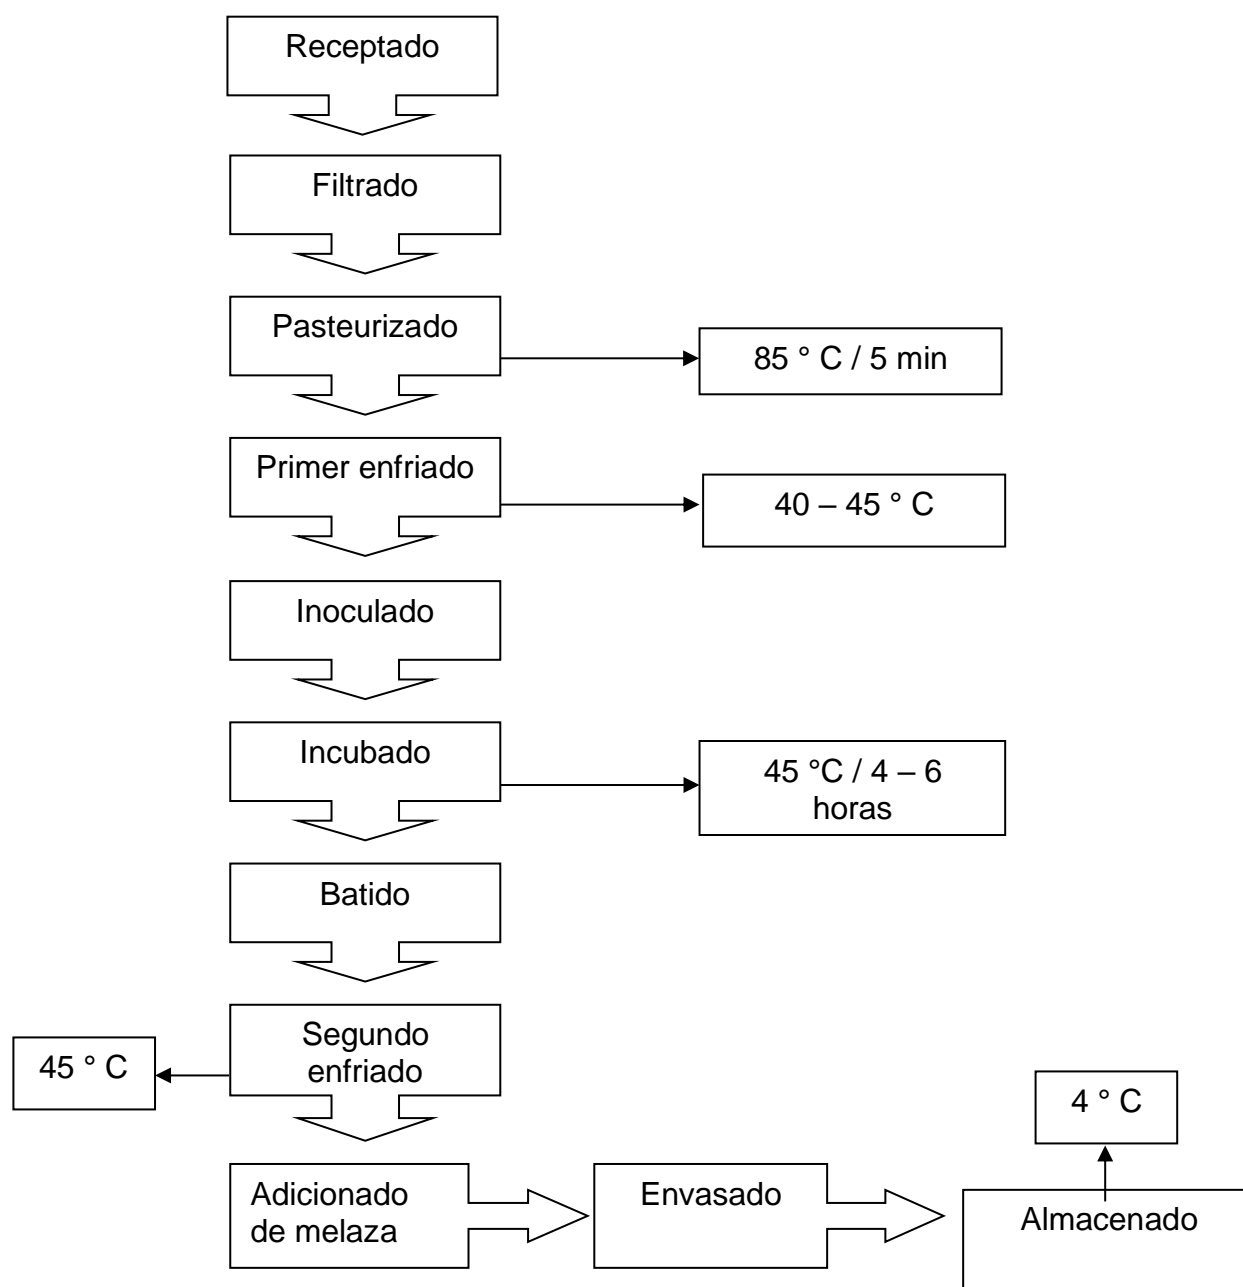 Receptado
Filtrado
Pasteurizado
85 ° C / 5 min
Primer enfriado
40 – 45 ° C
Inoculado
Incubado
45 °C / 4 – 6
horas
Batido
Segundo
enfriado
45 ° C
4 ° C
Adicionado
de melaza
Envasado
Almacenado